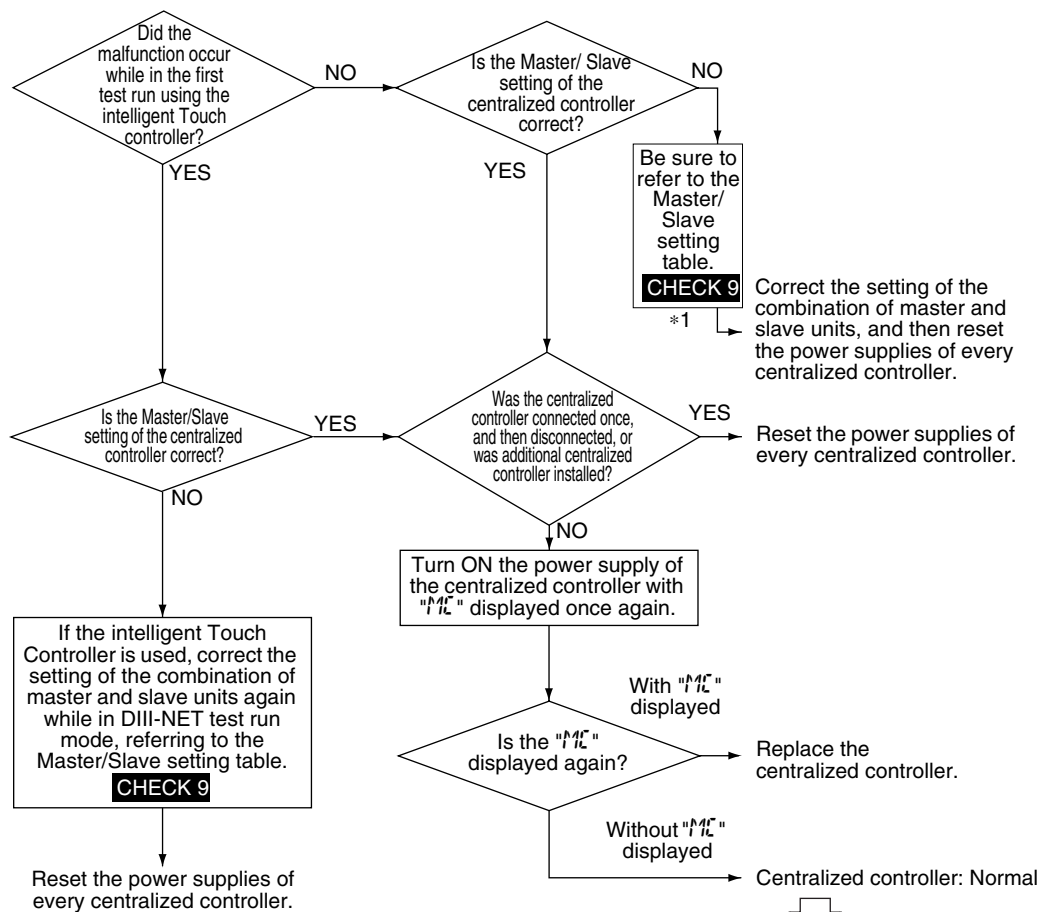 Did the
malfunction occur
while in the first
test run using the
intelligent Touch
controller?
NO
YES
Is the Master/ Slave
setting of the
centralized controller
correct?
NO
YES
Be sure to
refer to the
Master/
Slave
setting
table.
CHECK 9
*1
Correct the setting of the
combination of master and
slave units, and then reset
the power supplies of every
centralized controller.
Is the Master/Slave
setting of the centralized
controller correct?
YES
NO
Was the centralized
controller connected once,
and then disconnected, or
was additional centralized
controller installed?
YES
Reset the power supplies of
every centralized controller.
NO
Turn ON the power supply of
the centralized controller with
"MC" displayed once again.
If the intelligent Touch
Controller is used, correct the
setting of the combination of
master and slave units again
while in DIII-NET test run
mode, referring to the
Master/Slave setting table.
CHECK 9
Reset the power supplies of
every centralized controller.
Is the "MC"
displayed again?
With "MC"
displayed
Replace the
centralized controller.
Without "MC"
displayed
Centralized controller: Normal